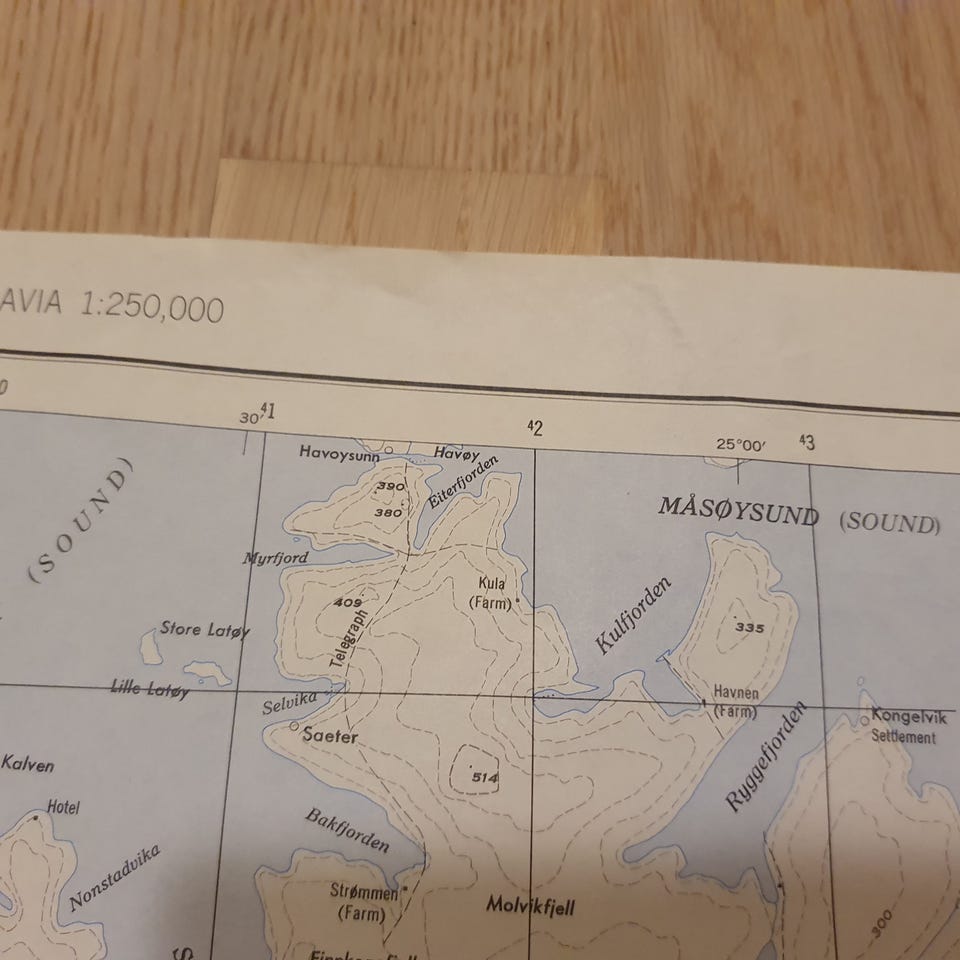 AVIA 1:250,000
30'
41
42
25°00'
43
Havoysunn
Havøy
(SOUND)
390
Eiterfjorden
380
MÅSØYSUND (SOUND)
Myrfjord
Kula
(Farm)
409
Telegraph
Kulfjorden
335
Store Latøy
Lille Latøy
Selvika
Havnen
(Farm)
Kongelvik
Settlement
Saeter
Kalven
514
Ryggefjorden
Hotel
Bakfjorden
Nonstadvika
Strømmen
(Farm)
Molvikfjell
300